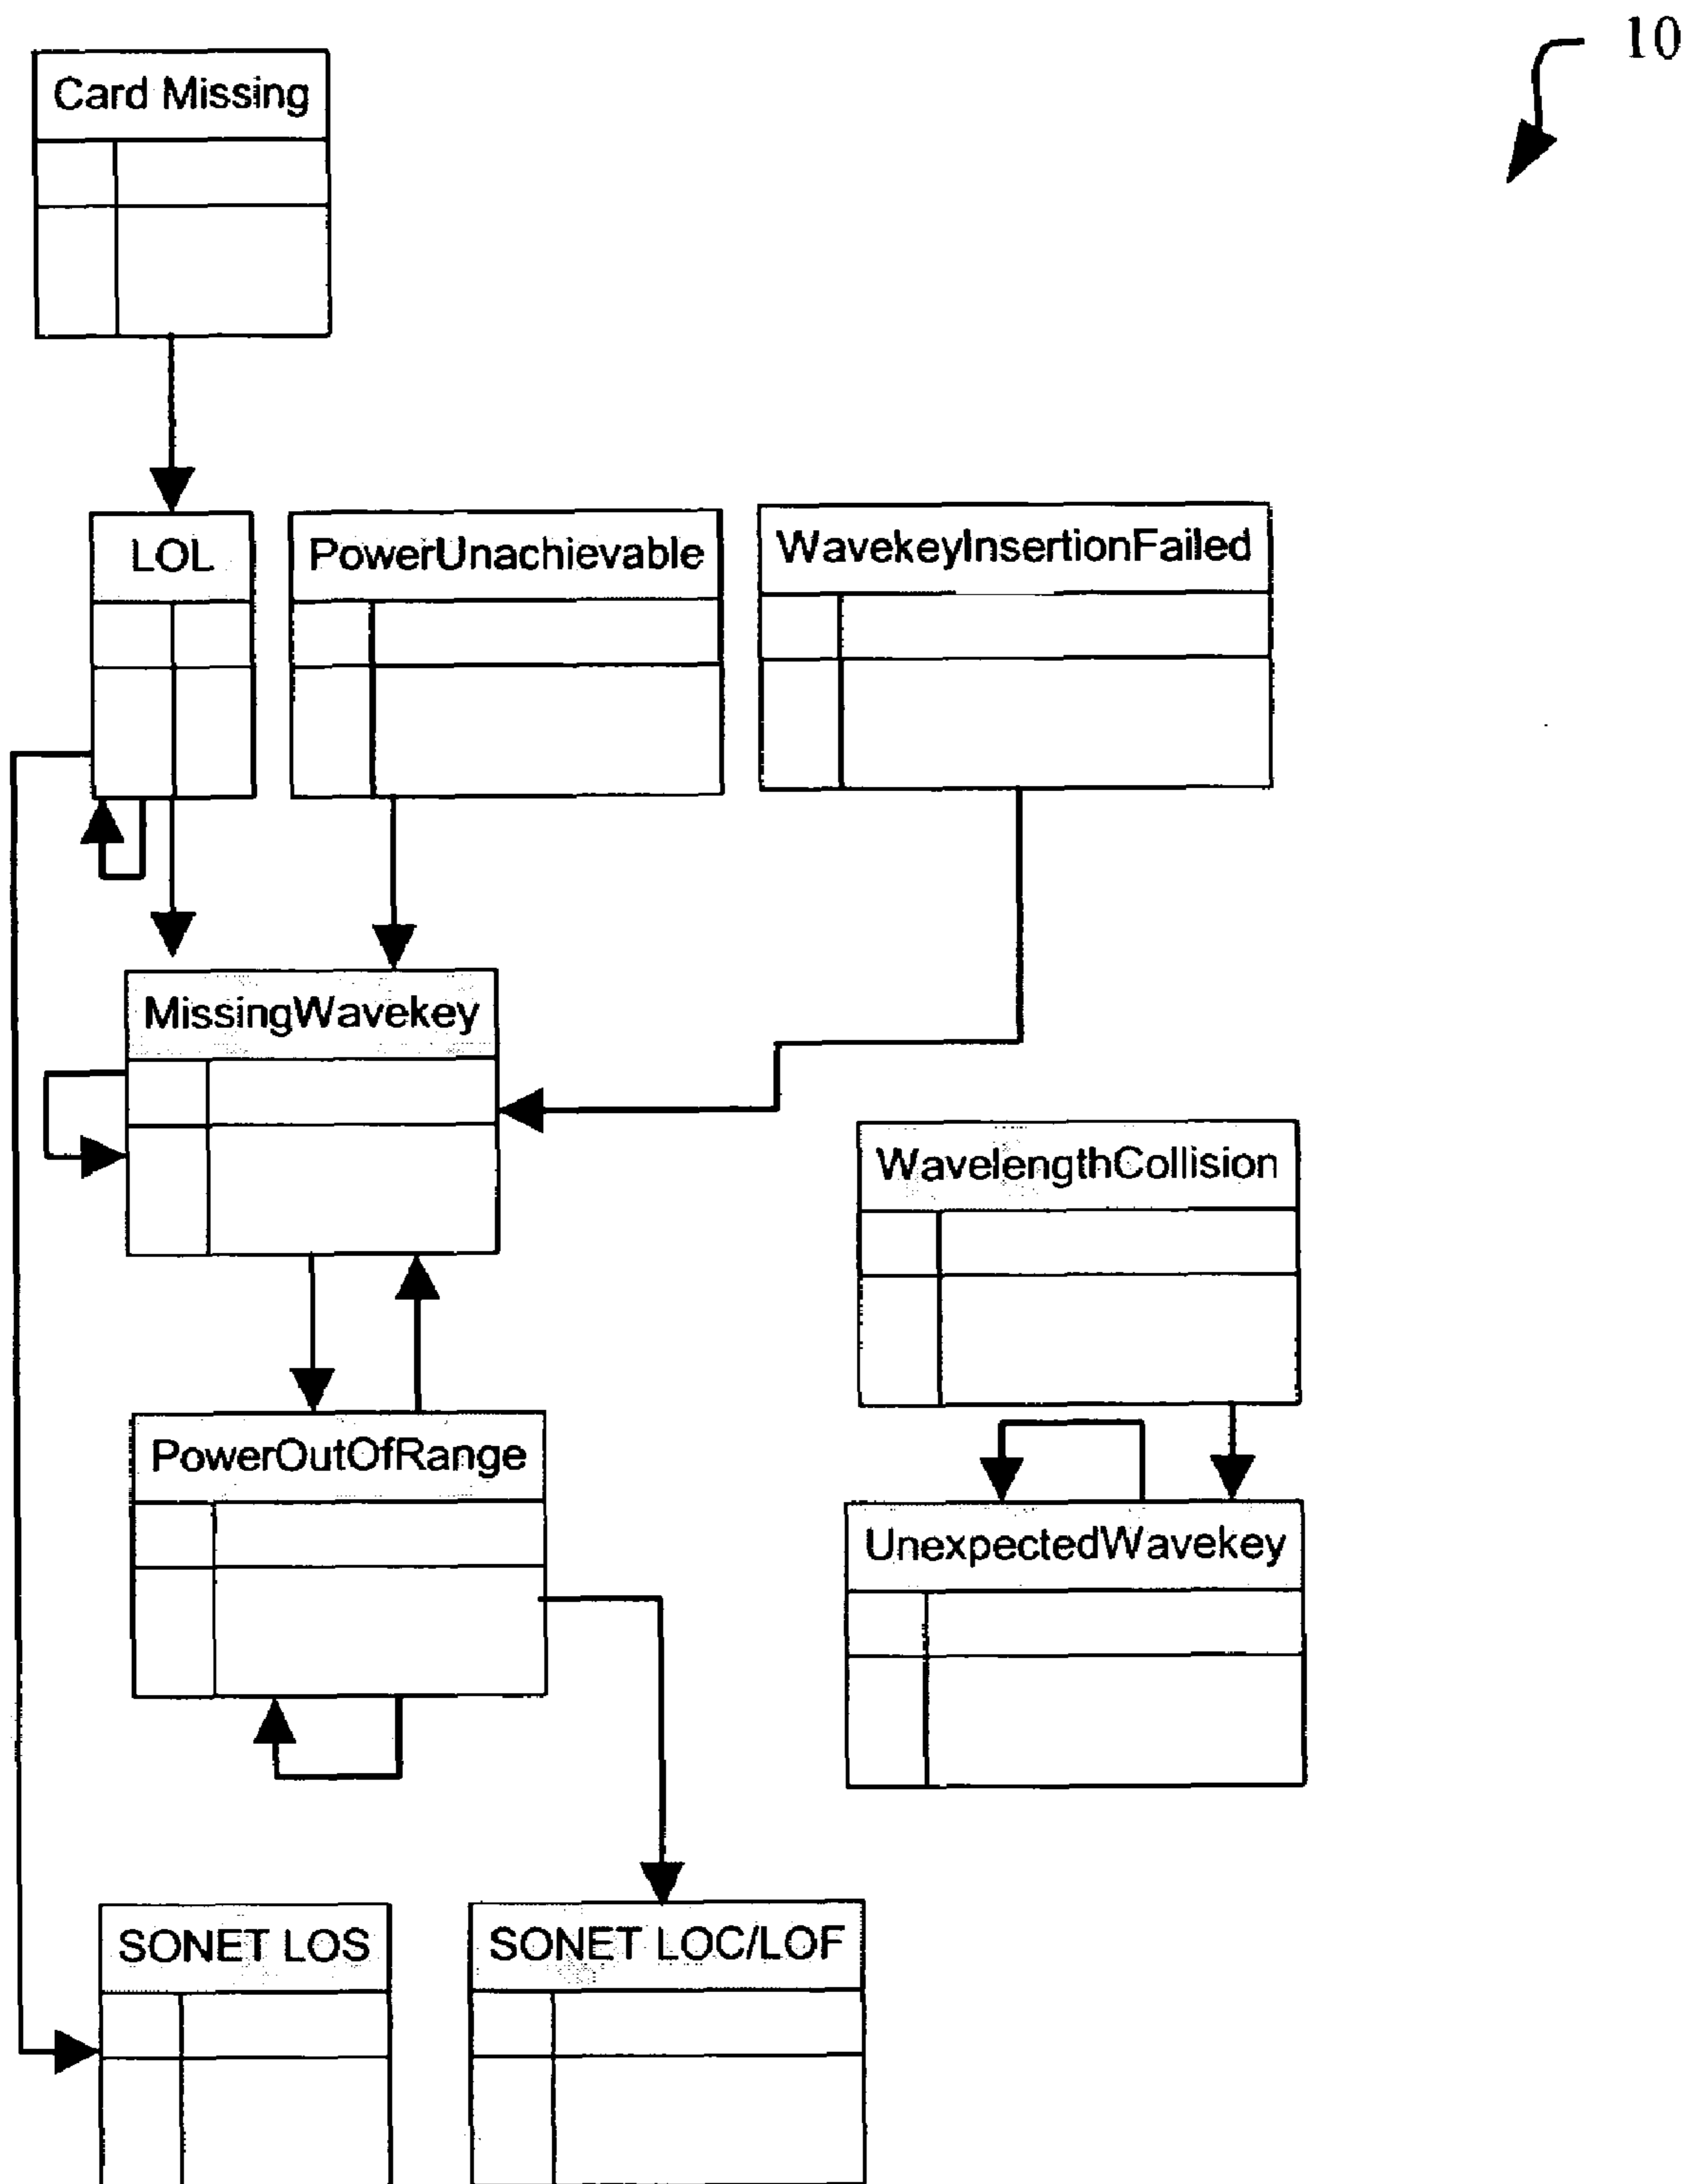 10
Card Missing
LOL
PowerUnachievable
WavekeyInsertionFailed
MissingWavekey
WavelengthCollision
PowerOutOfRange
UnexpectedWavekey
SONET LOS
SONET LOC/LOF